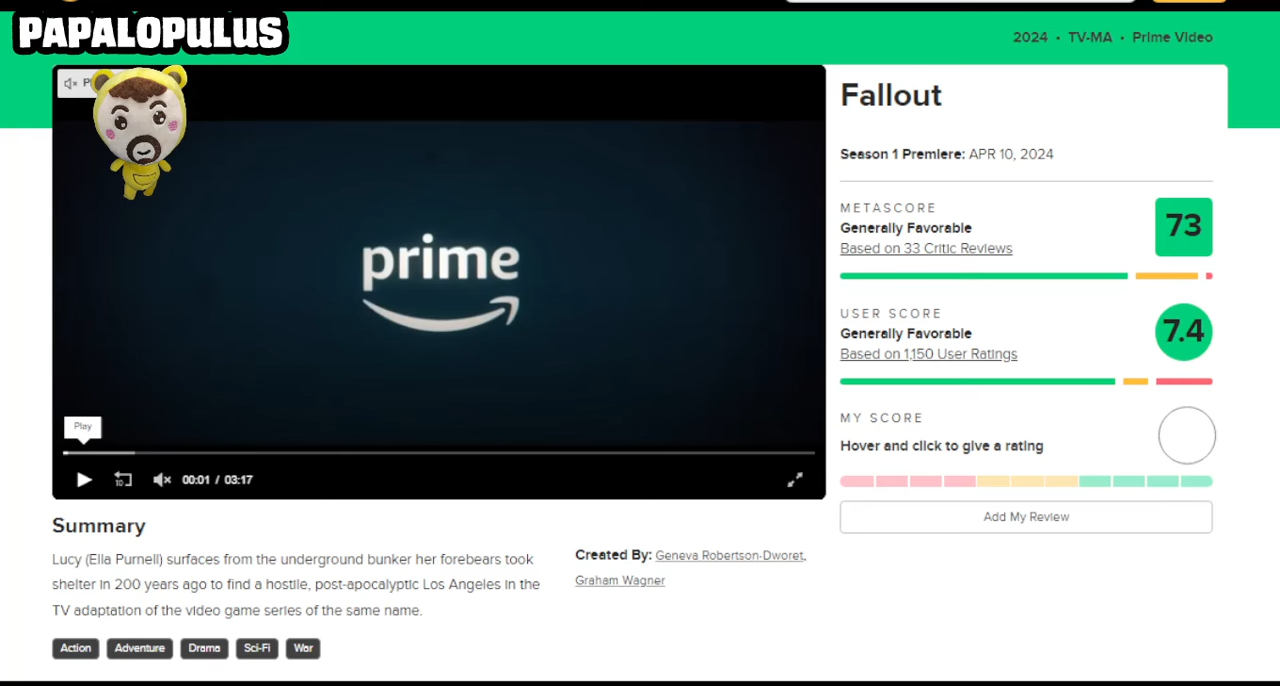 PAPALOPULUS
2024 • TV-MA • Prime Video
Fallout
Season 1 Premiere: APR 10, 2024
METASCORE
Generally Favorable
Based on 33 Critic Reviews
73
USER SCORE
Generally Favorable
Based on 1,150 User Ratings
7.4
MY SCORE
Hover and click to give a rating
Add My Review
prime
Play
10
00:01 / 03:17
Summary
Lucy (Ella Purnell) surfaces from the underground bunker her forebears took
shelter in 200 years ago to find a hostile, post-apocalyptic Los Angeles in the
TV adaptation of the video game series of the same name.
Created By: Geneva Robertson-Dworet,
Graham Wagner
Action
Adventure
Drama
Sci-Fi
War